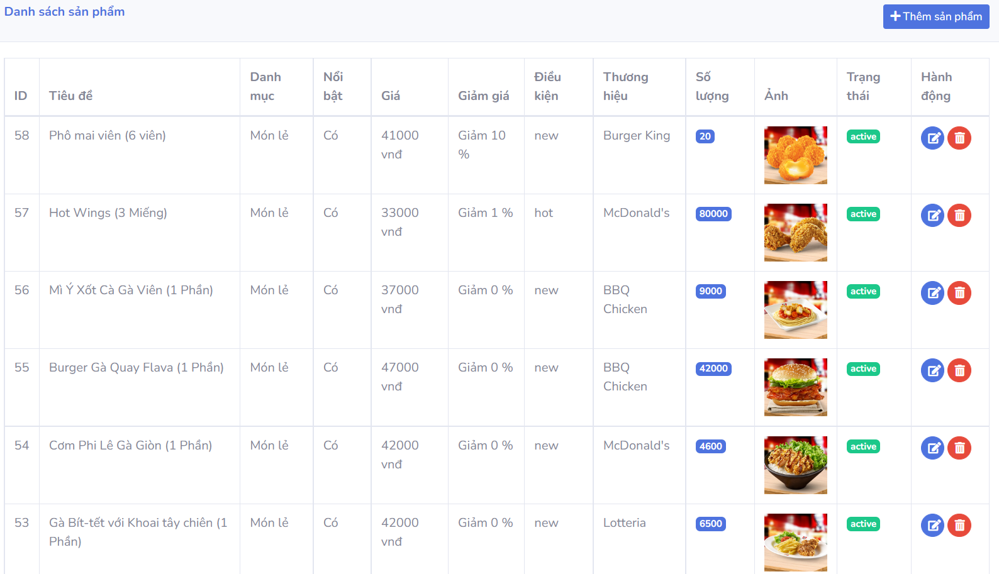 Danh sách sản phẩm
Thêm sản phẩm
ID Tiêu đề Danh mục Nổi bật Giá Giảm giá Điều kiện Thương hiệu Số lượng Ảnh Trạng thái Hành động
58 Phô mai viên (6 viên) Món lẻ Có 41000 vnđ Giảm 10 % new Burger King 20 active
57 Hot Wings (3 Miếng) Món lẻ Có 33000 vnđ Giảm 1 % hot McDonald's 80000 active
56 Mì Ý Xốt Cà Gà Viên (1 Phần) Món lẻ Có 37000 vnđ Giảm 0 % new BBQ Chicken 9000 active
55 Burger Gà Quay Flava (1 Phần) Món lẻ Có 47000 vnđ Giảm 0 % new BBQ Chicken 42000 active
54 Cơm Phi Lê Gà Giòn (1 Phần) Món lẻ Có 42000 vnđ Giảm 0 % new McDonald's 4600 active
53 Gà Bít-tết với Khoai tây chiên (1 Phần) Món lẻ Có 42000 vnđ Giảm 0 % new Lotteria 6500 active